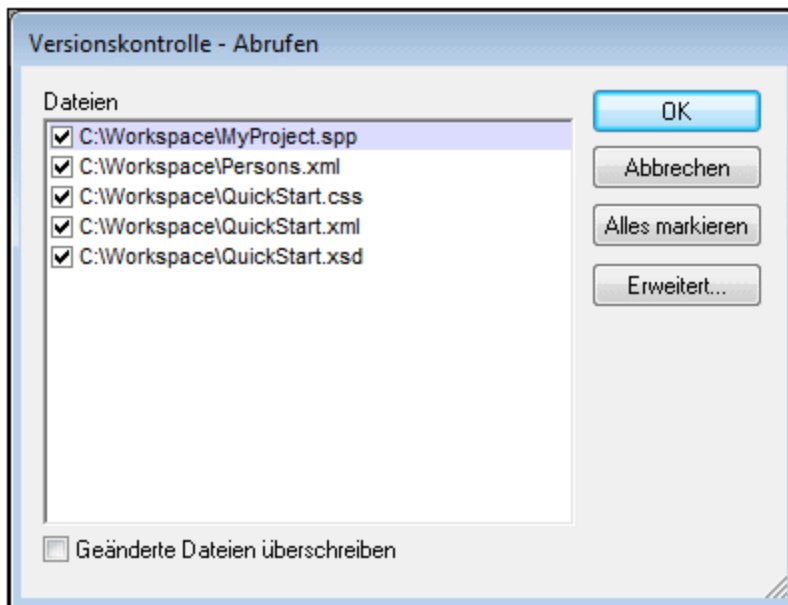 Versionskontrolle - Abrufen
Dateien
C:\Workspace\MyProject.spp
C:\Workspace\Persons.xml
C:\Workspace\QuickStart.css
C:\Workspace\QuickStart.xml
C:\Workspace\QuickStart.xsd
OK
Abbrechen
Alles markieren
Erweitert...
Geänderte Dateien überschreiben